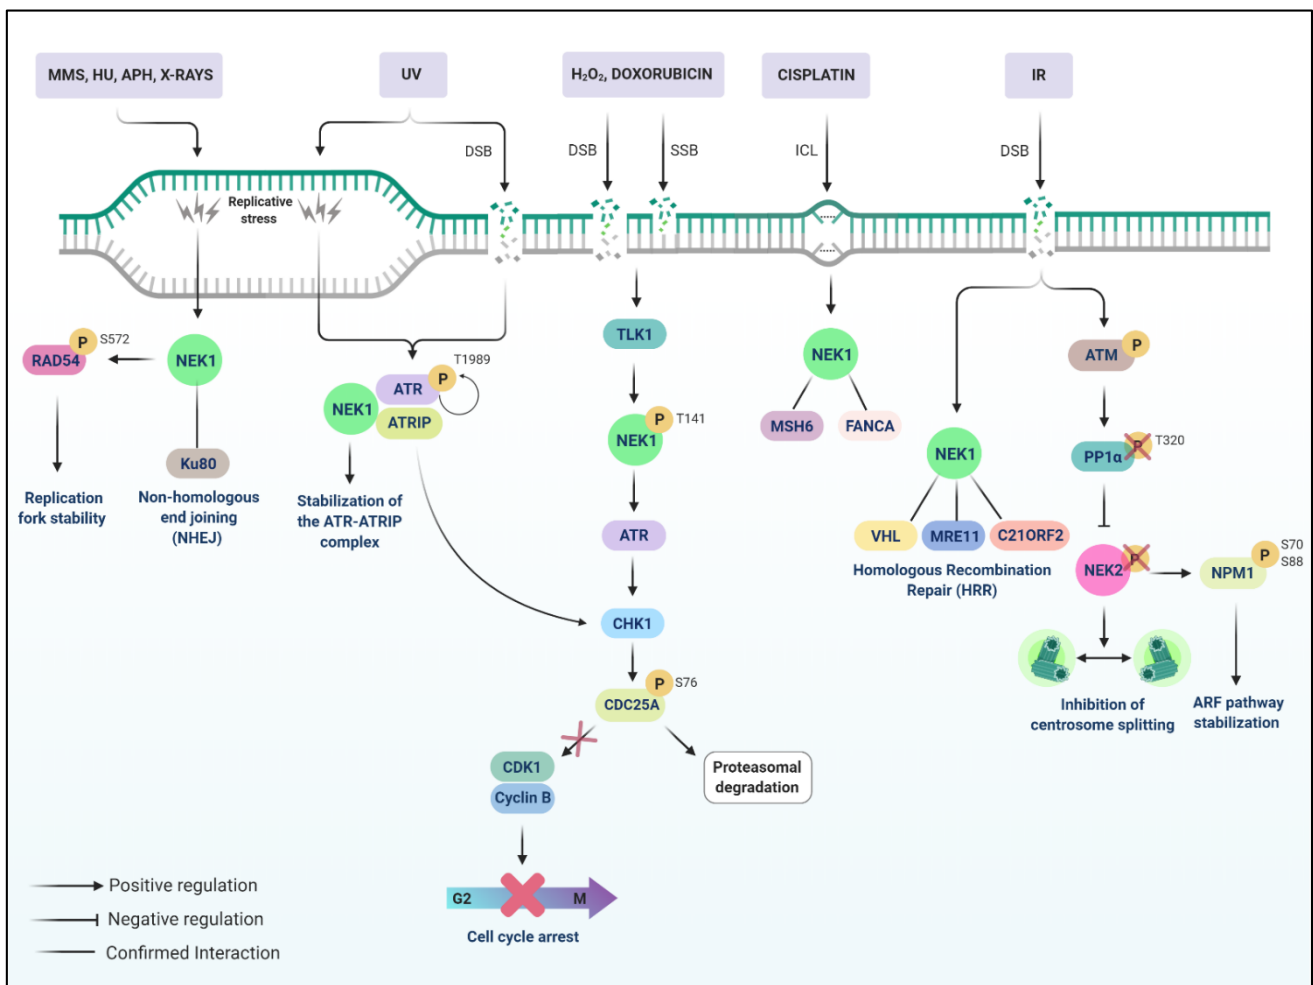 MMS, HU, APH, X-RAYS
UV
H₂O₂, DOXORUBICIN
CISPLATIN
IR
DSB
DSB
SSB
ICL
DSB
Replicative
stress
RAD54
P
S572
NEK1
Ku80
Replication
fork stability
Non-homologous
end joining
(NHEJ)
NEK1
ATR
P
T1989
ATRIP
Stabilization of
the ATR-ATRIP
complex
TLK1
NEK1
P
T141
ATR
CHK1
CDC25A
P
S76
CDK1
Cyclin B
Proteasomal
degradation
G2
M
Cell cycle arrest
NEK1
MSH6
FANCA
NEK1
VHL
MRE11
C21ORF2
Homologous Recombination
Repair (HRR)
ATM
P
PP1α
P
T320
NEK2
P
NPM1
P
S70
S88
Inhibition of
centrosome splitting
ARF pathway
stabilization
Positive regulation
Negative regulation
Confirmed Interaction